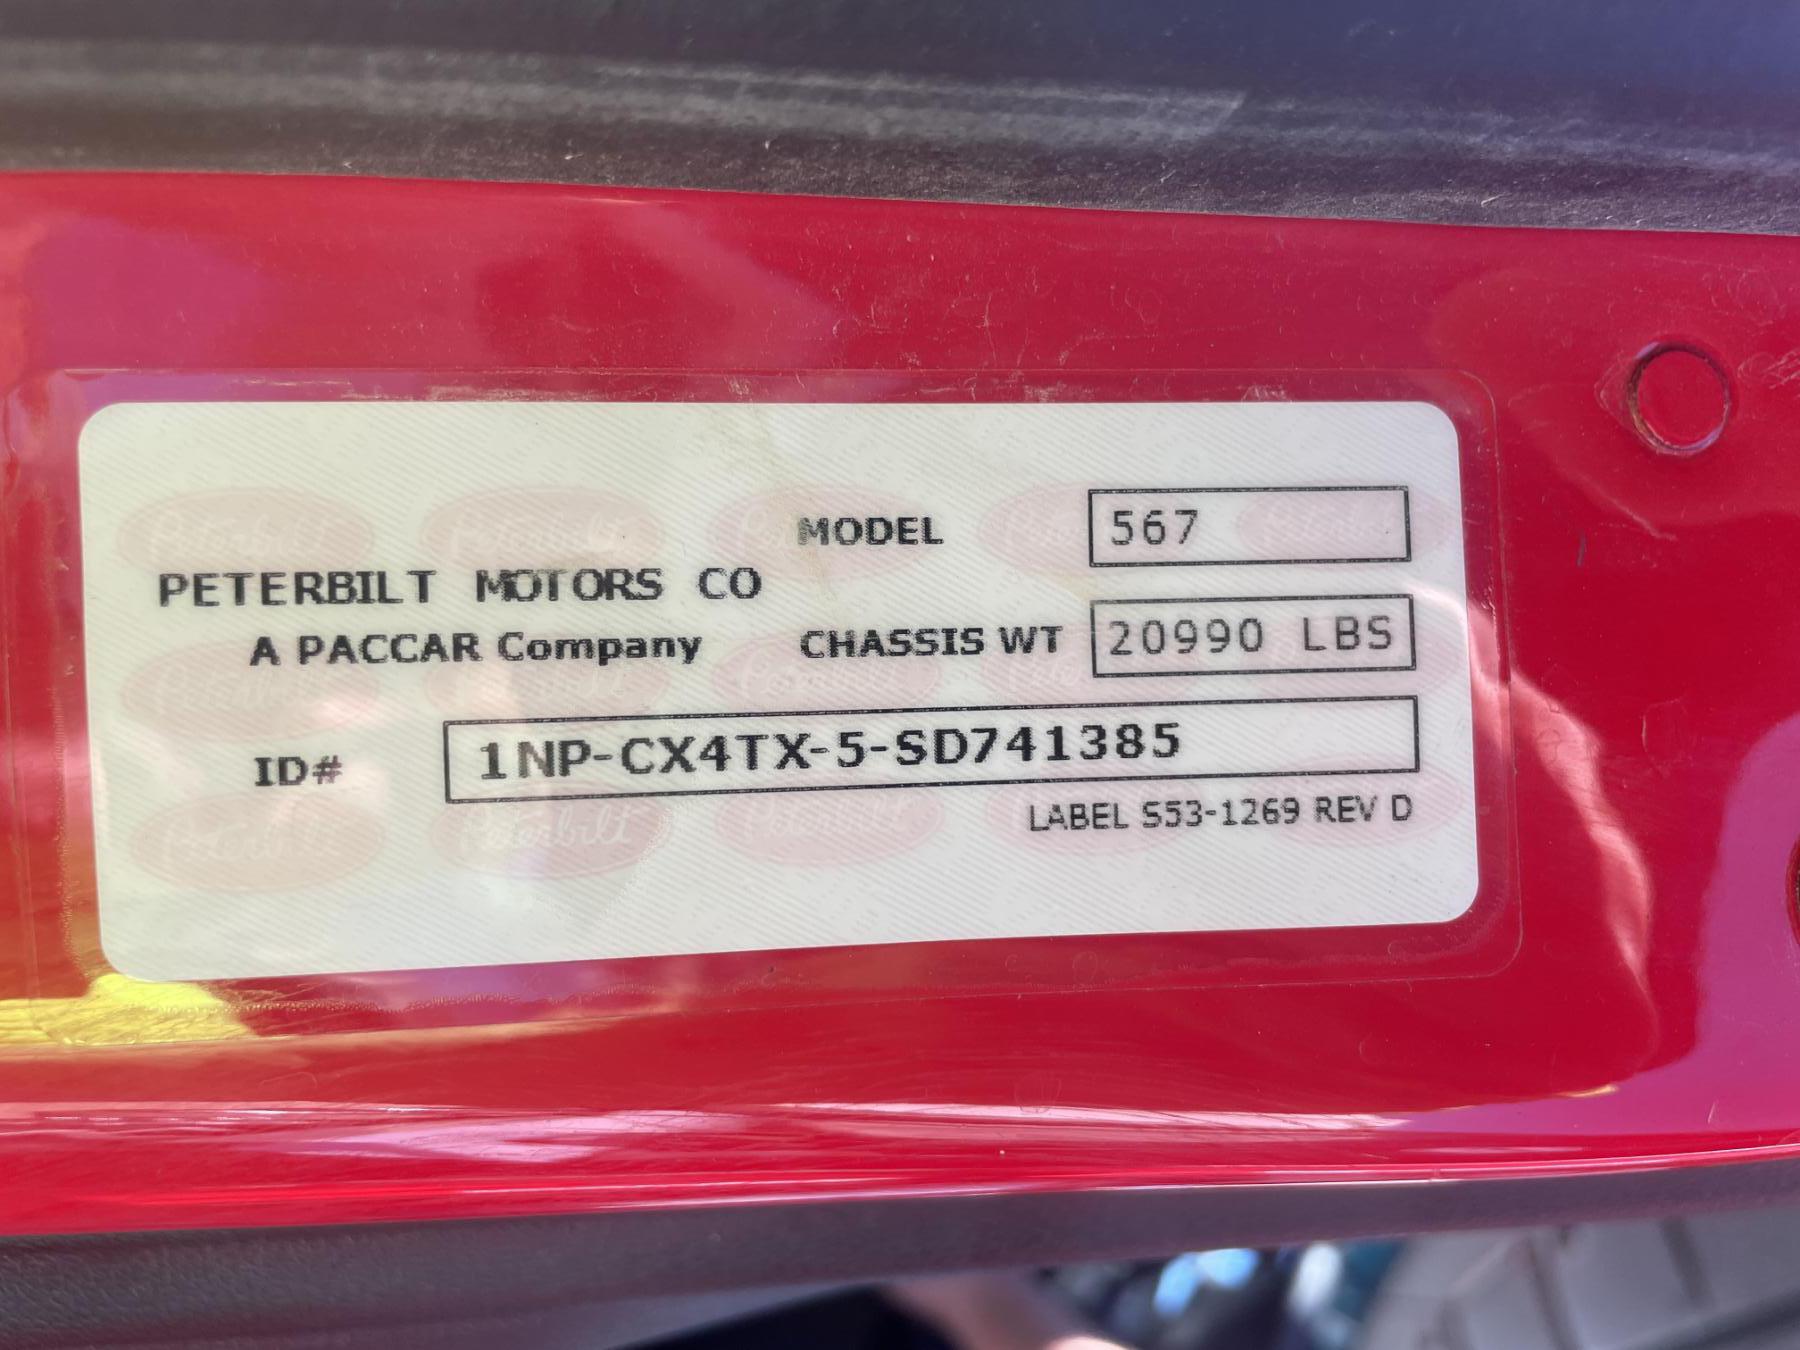 MODEL 567
PETERBILT MOTORS CO
A PACCAR Company
CHASSIS WT 20990 LBS
ID# 1NP-CX4TX-5-SD741385
LABEL S53-1269 REV D
Peterbilt